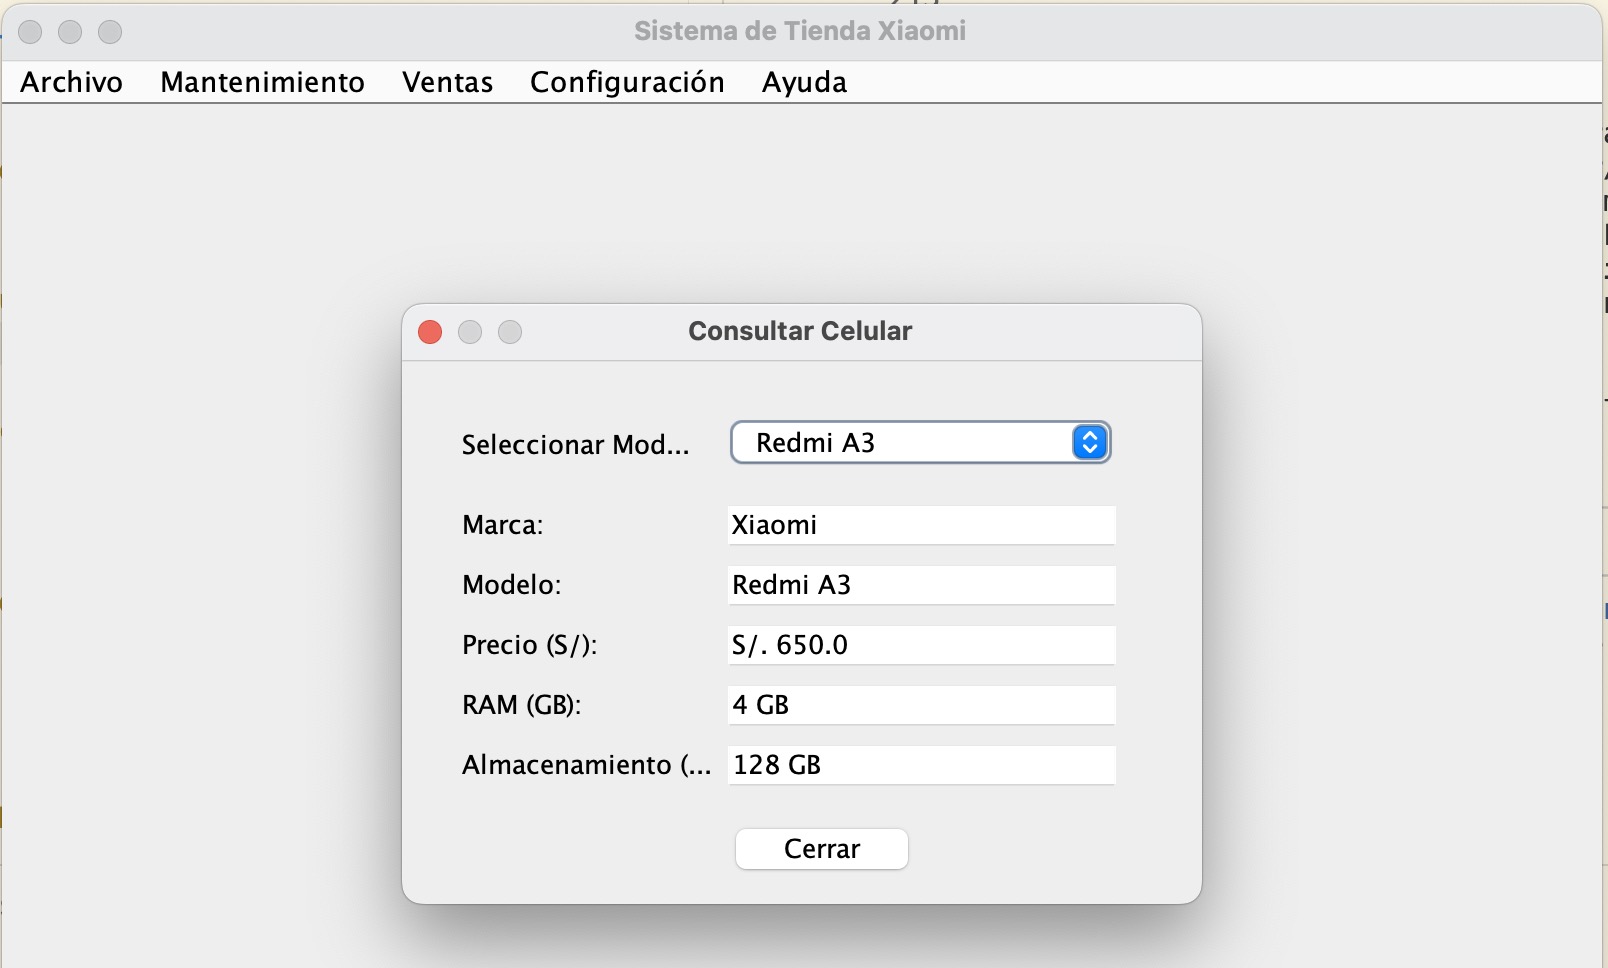 Sistema de Tienda Xiaomi
Archivo Mantenimiento Ventas Configuración Ayuda
Consultar Celular
Seleccionar Mod... Redmi A3
Marca: Xiaomi
Modelo: Redmi A3
Precio (S/): S/. 650.0
RAM (GB): 4 GB
Almacenamiento (... 128 GB
Cerrar